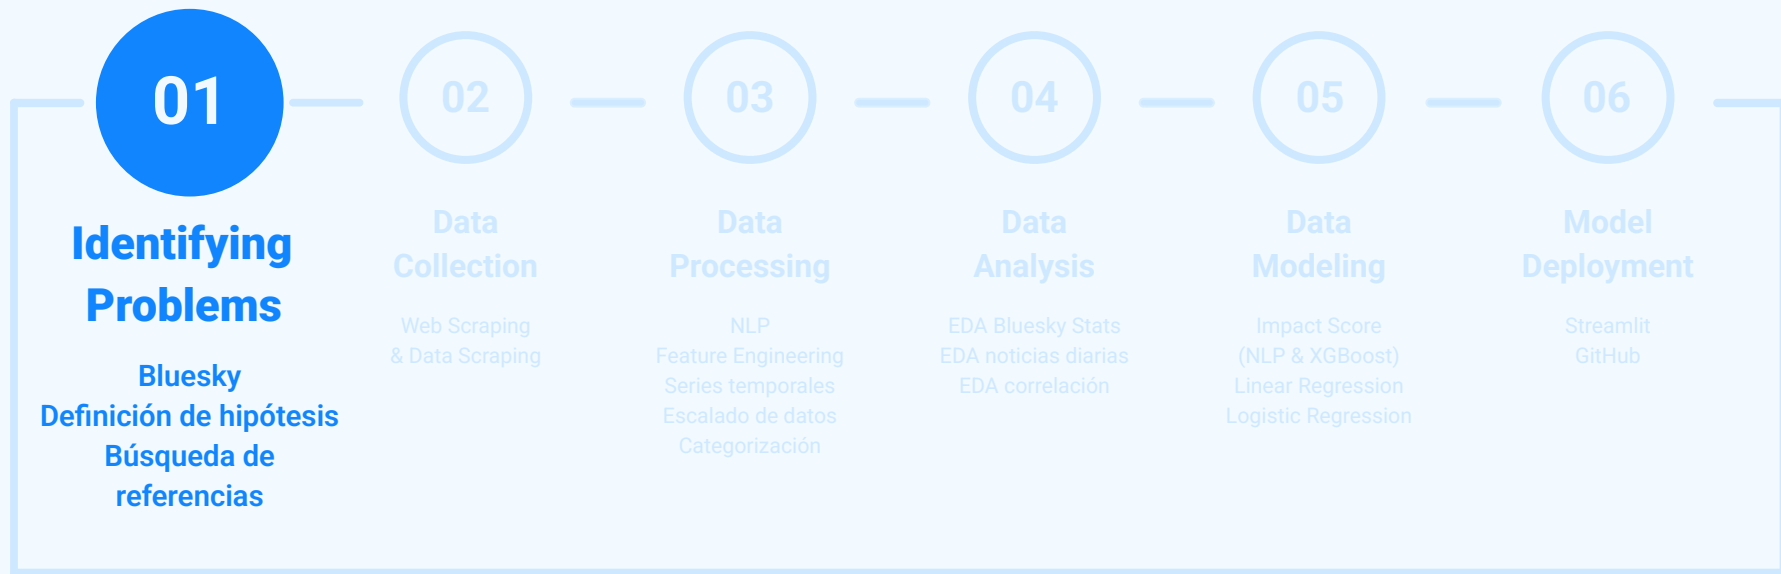 01
Identifying
Problems
Bluesky
Definición de hipótesis
Búsqueda de
referencias
02
Data
Collection
Web Scraping
& Data Scraping
03
Data
Processing
NLP
Feature Engineering
Series temporales
Escalado de datos
Categorización
04
Data
Analysis
EDA Bluesky Stats
EDA noticias diarias
EDA correlación
05
Data
Modeling
Impact Score
(NLP & XGBoost)
Linear Regression
Logistic Regression
06
Model
Deployment
Streamlit
GitHub